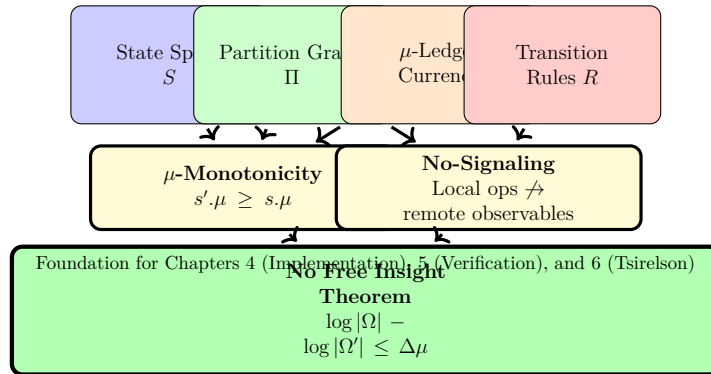 State Sp
S
Partition Gra
Π
μ-Ledge
Currenc
Transition
Rules R
μ-Monotonicity
s′.μ ≥ s.μ
No-Signaling
Local ops ↛
remote observables
Foundation for Chapters 4 (Implementation), 5 (Verification), and 6 (Tsirelson)
No Free Insight
Theorem
log |Ω| −
log |Ω′| ≤ Δμ